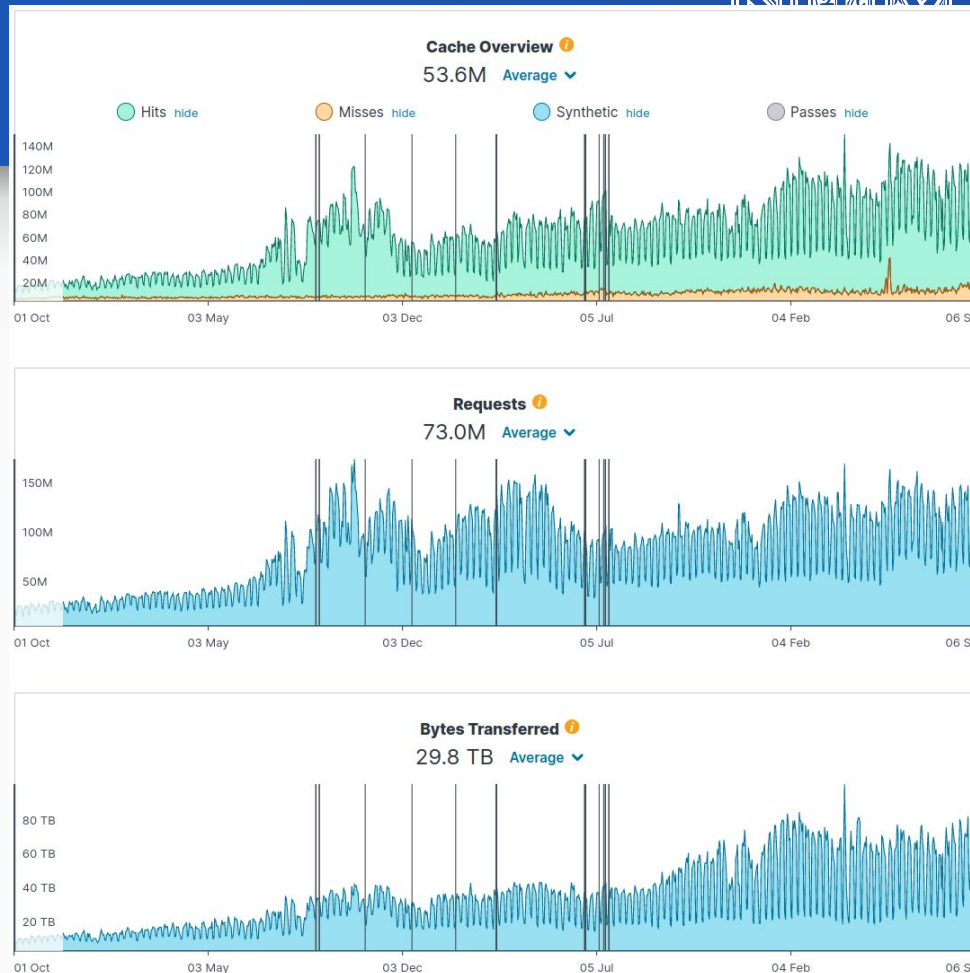 Cache Overview i
53.6M Average
Hits hide Misses hide Synthetic hide Passes hide
140M
120M
100M
80M
60M
40M
20M
01 Oct 03 May 03 Dec 05 Jul 04 Feb 06 S
Requests i
73.0M Average
150M
100M
50M
01 Oct 03 May 03 Dec 05 Jul 04 Feb 06 S
Bytes Transferred i
29.8 TB Average
80 TB
60 TB
40 TB
20 TB
01 Oct 03 May 03 Dec 05 Jul 04 Feb 06 S